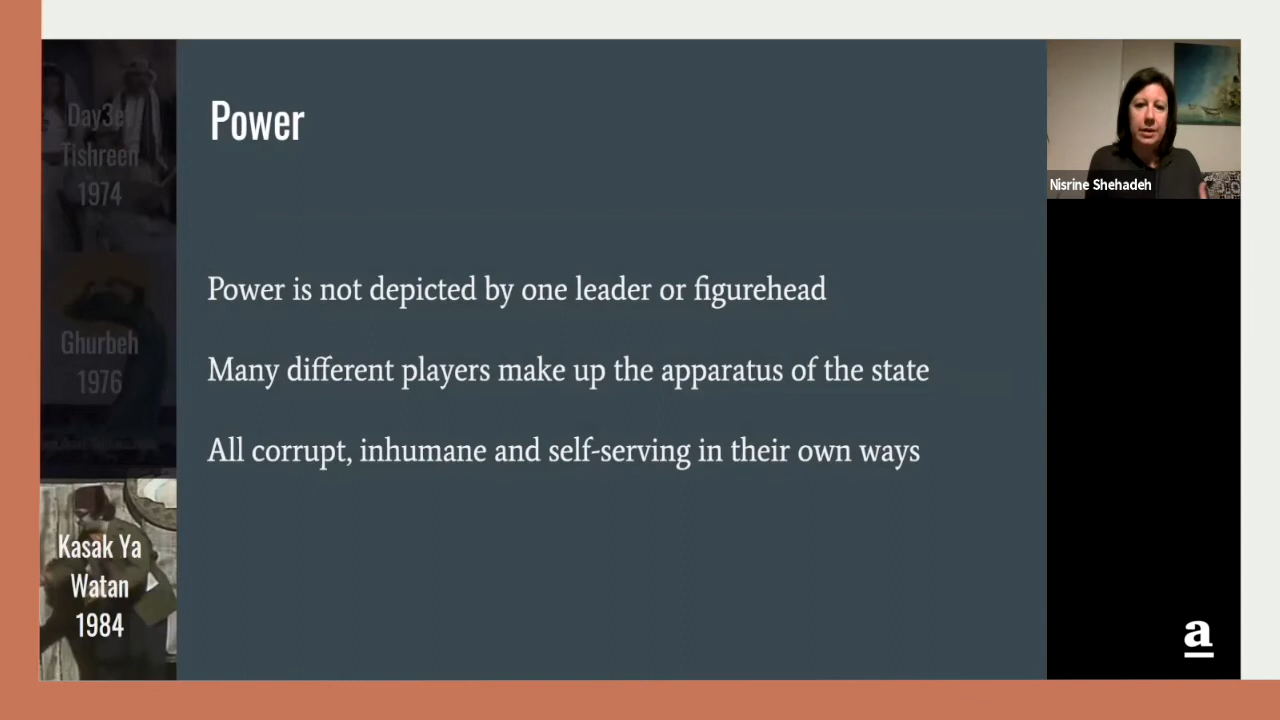 Day3et
Tishreen
1974
Ghurbeh
1976
Kasak Ya
Watan
1984
Power
Power is not depicted by one leader or figurehead
Many different players make up the apparatus of the state
All corrupt, inhumane and self-serving in their own ways
Nisrine Shehadeh
a